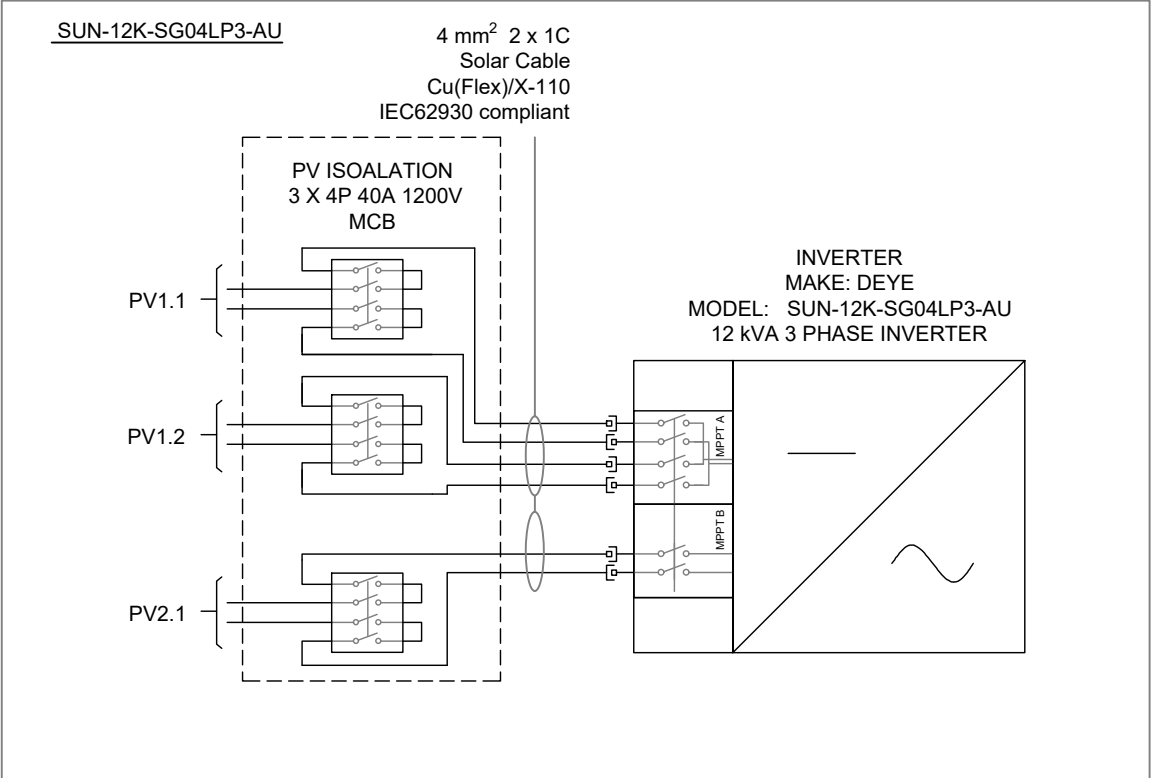 SUN-12K-SG04LP3-AU
4 mm² 2 x 1C
Solar Cable
Cu(Flex)/X-110
IEC62930 compliant
PV ISOALATION
3 X 4P 40A 1200V
MCB
INVERTER
MAKE: DEYE
MODEL: SUN-12K-SG04LP3-AU
12 kVA 3 PHASE INVERTER
PV1.1
PV1.2
PV2.1
MPPT A
MPPT B